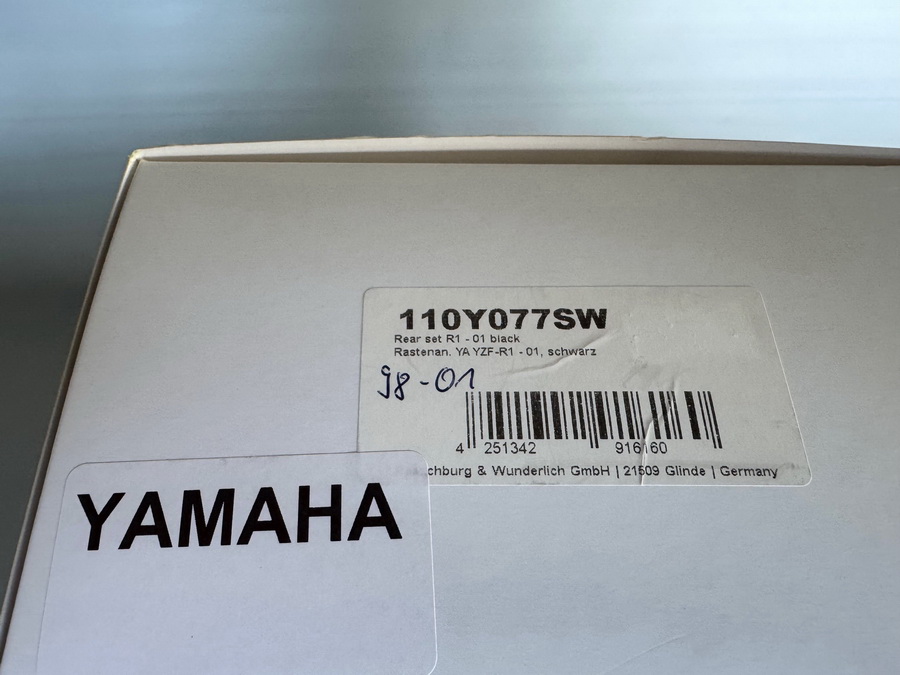 110Y077SW
Rear set R1 - 01 black
Rastenan. YA YZF-R1 - 01, schwarz
98-01
4 251342 916160
& Wunderlich GmbH | 21509 Glinde | Germany
YAMAHA